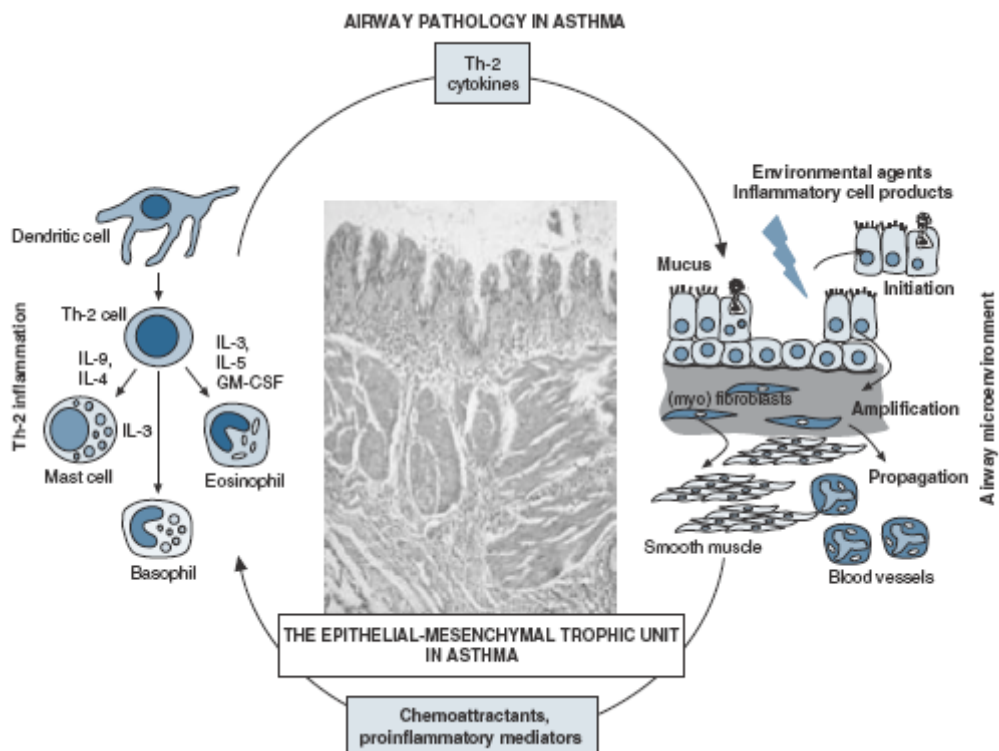 AIRWAY PATHOLOGY IN ASTHMA
Th-2
cytokines
Dendritic cell
Th-2 cell
IL-9,
IL-4
IL-3,
IL-5
GM-CSF
IL-3
Mast cell
Eosinophil
Basophil
Th-2 inflammation
Environmental agents
Inflammatory cell products
Mucus
Initiation
(myo) fibroblasts
Amplification
Propagation
Smooth muscle
Blood vessels
Airway microenvironment
THE EPITHELIAL-MESENCHYMAL TROPHIC UNIT
IN ASTHMA
Chemoattractants,
proinflammatory mediators